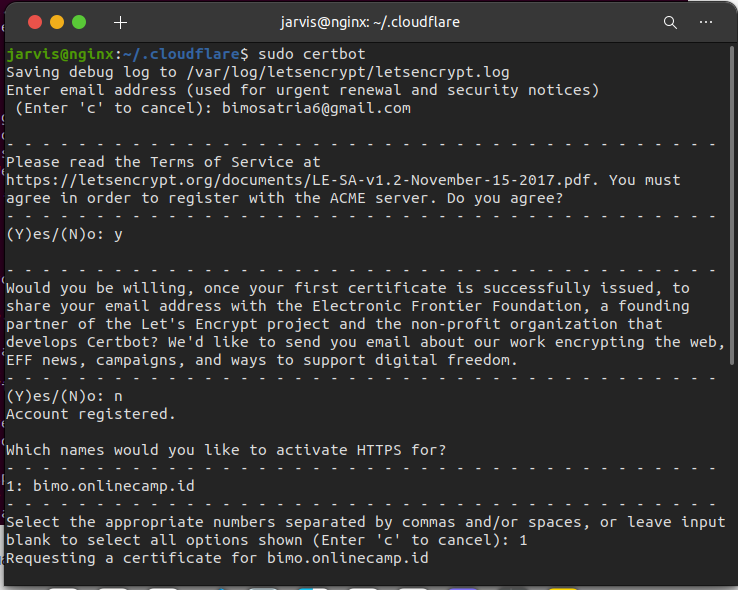 jarvis@nginx: ~/.cloudflare
jarvis@nginx:~/.cloudflare$ sudo certbot
Saving debug log to /var/log/letsencrypt/letsencrypt.log
Enter email address (used for urgent renewal and security notices)
 (Enter 'c' to cancel): bimosatria6@gmail.com
- - - - - - - - - - - - - - - - - - - - - - - - - - - - - - - - - - - - - - - -
Please read the Terms of Service at
https://letsencrypt.org/documents/LE-SA-v1.2-November-15-2017.pdf. You must
agree in order to register with the ACME server. Do you agree?
- - - - - - - - - - - - - - - - - - - - - - - - - - - - - - - - - - - - - - - -
(Y)es/(N)o: y
- - - - - - - - - - - - - - - - - - - - - - - - - - - - - - - - - - - - - - - -
Would you be willing, once your first certificate is successfully issued, to
share your email address with the Electronic Frontier Foundation, a founding
partner of the Let's Encrypt project and the non-profit organization that
develops Certbot? We'd like to send you email about our work encrypting the web,
EFF news, campaigns, and ways to support digital freedom.
- - - - - - - - - - - - - - - - - - - - - - - - - - - - - - - - - - - - - - - -
(Y)es/(N)o: n
Account registered.
Which names would you like to activate HTTPS for?
- - - - - - - - - - - - - - - - - - - - - - - - - - - - - - - - - - - - - - - -
1: bimo.onlinecamp.id
- - - - - - - - - - - - - - - - - - - - - - - - - - - - - - - - - - - - - - - -
Select the appropriate numbers separated by commas and/or spaces, or leave input
blank to select all options shown (Enter 'c' to cancel): 1
Requesting a certificate for bimo.onlinecamp.id